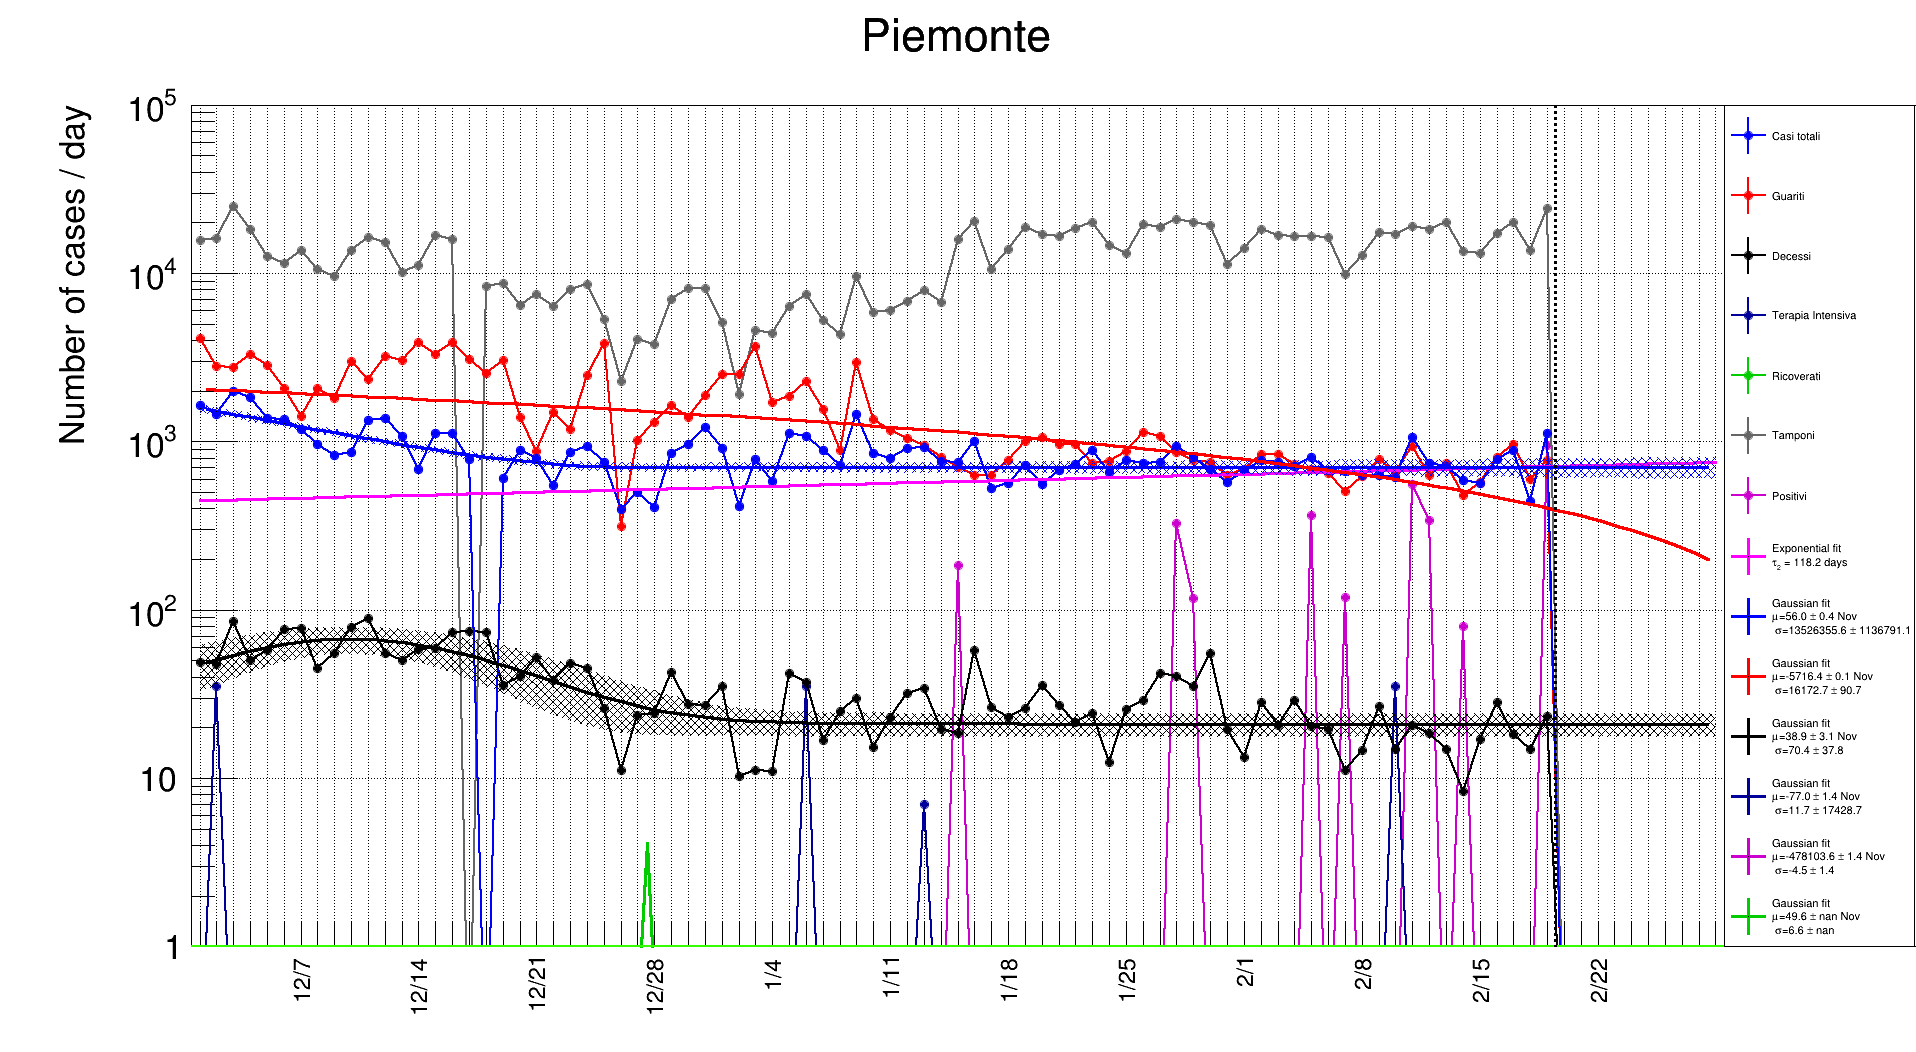 Piemonte
Number of cases / day
10^5
10^4
10^3
10^2
10
1
12/7
12/14
12/21
12/28
1/4
1/11
1/18
1/25
2/1
2/8
2/15
2/22
Casi totali
Guariti
Decessi
Terapia Intensiva
Ricoverati
Tamponi
Positivi
Exponential fit
τ₂ = 118.2 days
Gaussian fit
μ=56.0 ± 0.4 Nov
σ=13526355.6 ± 1136791.1
Gaussian fit
μ=-5716.4 ± 0.1 Nov
σ=16172.7 ± 90.7
Gaussian fit
μ=38.9 ± 3.1 Nov
σ=70.4 ± 37.8
Gaussian fit
μ=-77.0 ± 1.4 Nov
σ=11.7 ± 17428.7
Gaussian fit
μ=-478103.6 ± 1.4 Nov
σ=-4.5 ± 1.4
Gaussian fit
μ=49.6 ± nan Nov
σ=6.6 ± nan